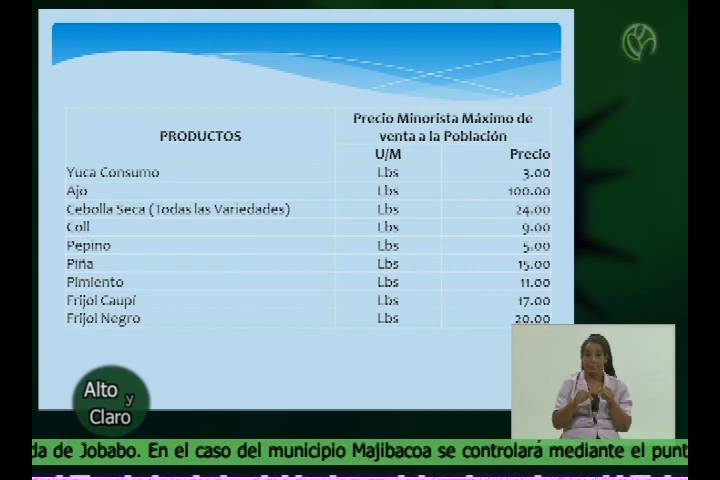 Precio Minorista Máximo de
PRODUCTOS venta a la Población
U/M Precio
Yuca Consumo Lbs 3.00
Ajo Lbs 100.00
Cebolla Seca (Todas las Variedades) Lbs 24.00
Coll Lbs 9.00
Pepino Lbs 5.00
Piña Lbs 15.00
Pimiento Lbs 11.00
Frijol Caupí Lbs 17.00
Frijol Negro Lbs 20.00
Alto y
Claro
da de Jobabo. En el caso del municipio Majibacoa se controlará mediante el punt